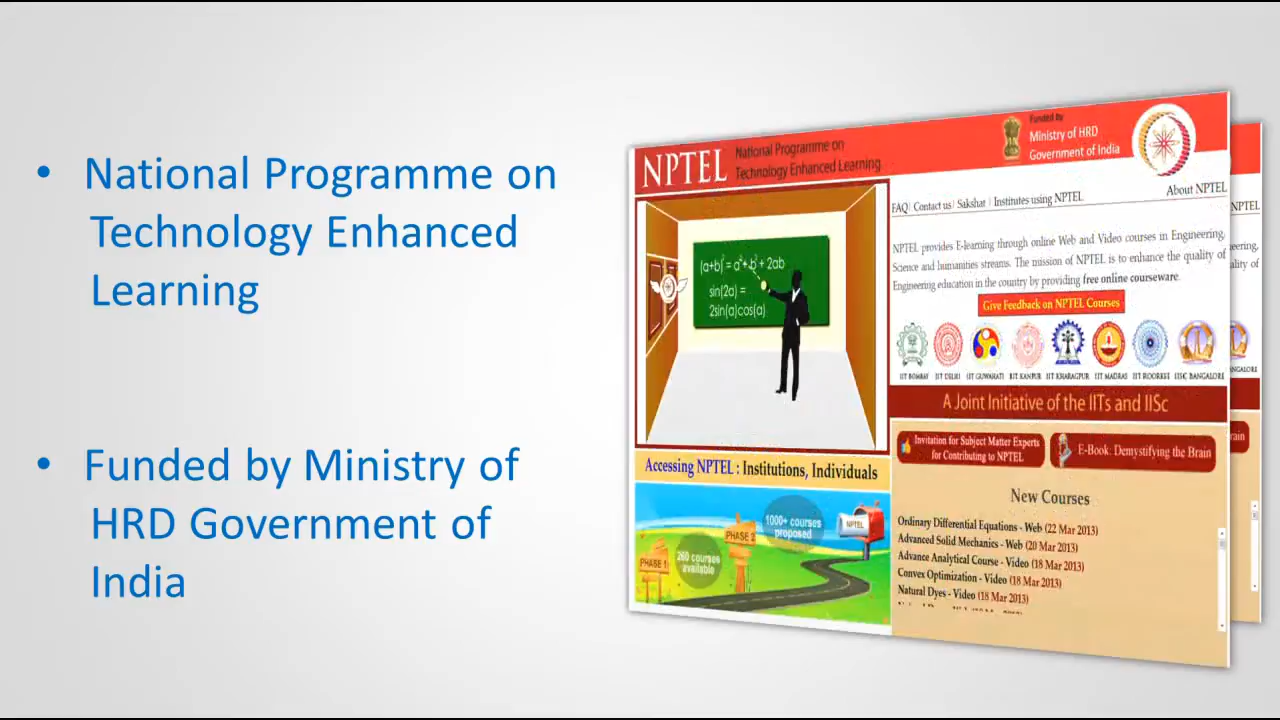 • National Programme on
Technology Enhanced
Learning
• Funded by Ministry of
HRD Government of
India
NPTEL
National Programme on
Technology Enhanced Learning
Funded by
Ministry of HRD
Government of India
(a+b)² = a²+ b² + 2ab
sin(2a) =
2sin(a)cos(a)
FAQ| Contact us| Sakshat | Institutes using NPTEL
About NPTEL
NPTEL provides E-learning through online Web and Video courses in Engineering,
Science and humanities streams. The mission of NPTEL is to enhance the quality of
Engineering education in the country by providing free online courseware.
Give Feedback on NPTEL Courses
IIT BOMBAY IIT DELHI IIT GUWAHATI IIT KANPUR IIT KHARAGPUR IIT MADRAS IIT ROORKEE IISC BANGALORE
A Joint Initiative of the IITs and IISc
Invitation for Subject Matter Experts
for Contributing to NPTEL
E-Book: Demystifying the Brain
Accessing NPTEL : Institutions, Individuals
PHASE 1
260 courses
available
PHASE 2
1000+ courses
proposed
NPTEL
New Courses
Ordinary Differential Equations - Web (22 Mar 2013)
Advanced Solid Mechanics - Web (20 Mar 2013)
Advance Analytical Course - Video (18 Mar 2013)
Convex Optimization - Video (18 Mar 2013)
Natural Dyes - Video (18 Mar 2013)
NPTEL
eering,
ality of
ANGALORE
rain